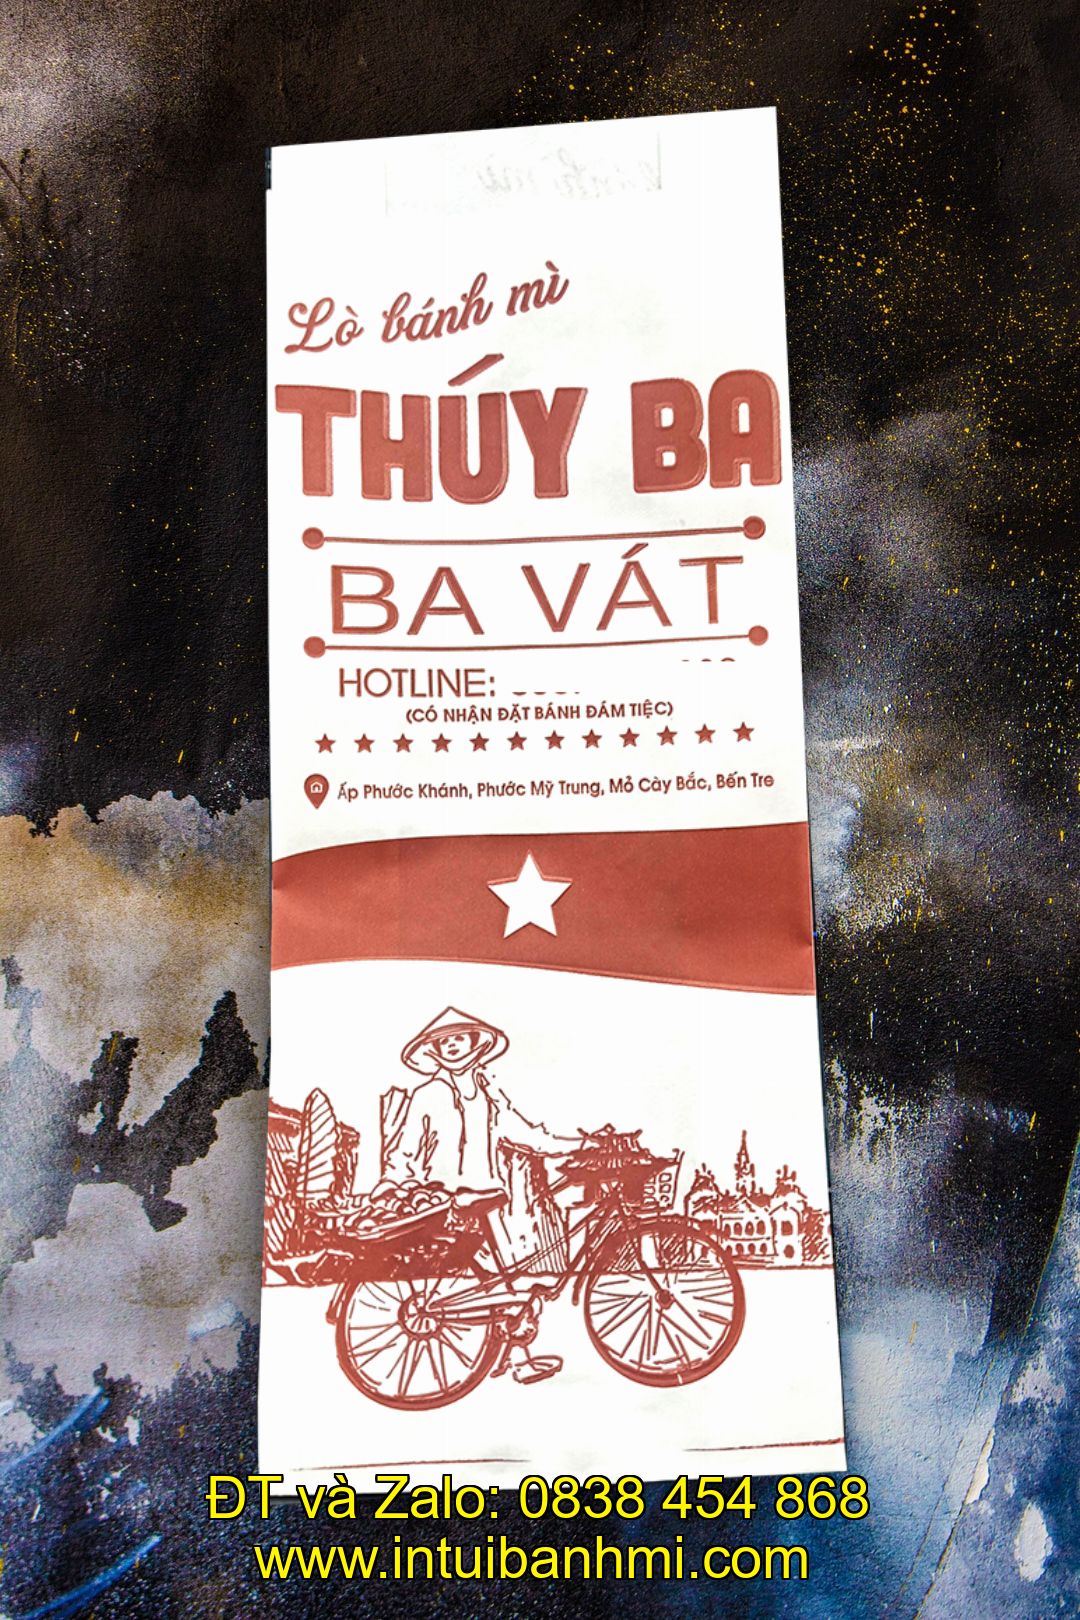 Lò bánh mì
THÚY BA
BA VÁT
HOTLINE:
(CÓ NHẬN ĐẶT BÁNH ĐÁM TIỆC)
Ấp Phước Khánh, Phước Mỹ Trung, Mỏ Cày Bắc, Bến Tre
ĐT và Zalo: 0838 454 868
www.intuibanhmi.com